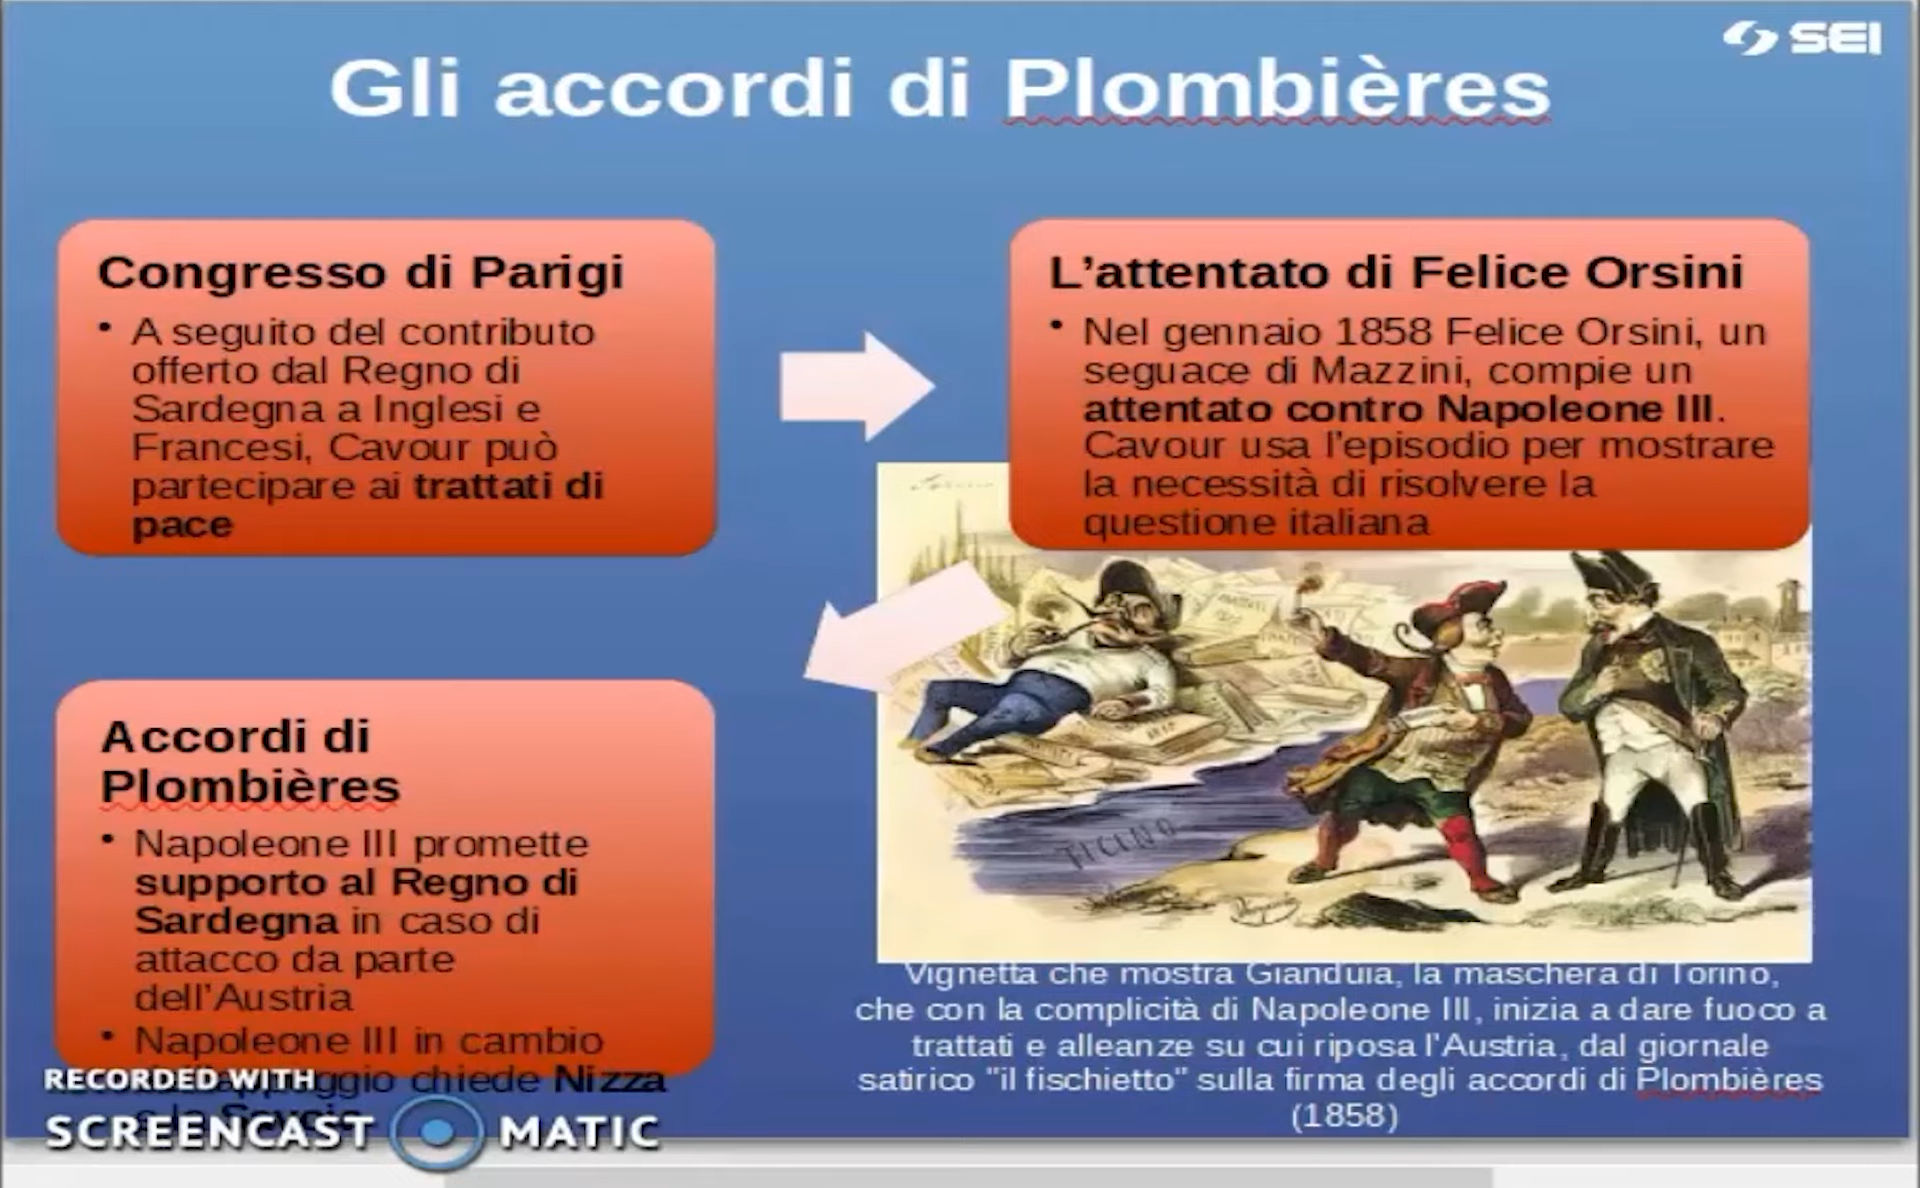 SEI
Gli accordi di Plombières
Congresso di Parigi
• A seguito del contributo
offerto dal Regno di
Sardegna a Inglesi e
Francesi, Cavour può
partecipare ai trattati di
pace
L'attentato di Felice Orsini
• Nel gennaio 1858 Felice Orsini, un
seguace di Mazzini, compie un
attentato contro Napoleone III.
Cavour usa l'episodio per mostrare
la necessità di risolvere la
questione italiana
Accordi di
Plombières
• Napoleone III promette
supporto al Regno di
Sardegna in caso di
attacco da parte
dell'Austria
• Napoleone III in cambio
chiede Nizza
TICINO
Vignetta che mostra Gianduia, la maschera di Torino,
che con la complicità di Napoleone III, inizia a dare fuoco a
trattati e alleanze su cui riposa l'Austria, dal giornale
satirico "il fischietto" sulla firma degli accordi di Plombières
(1858)
RECORDED WITH
SCREENCAST MATIC